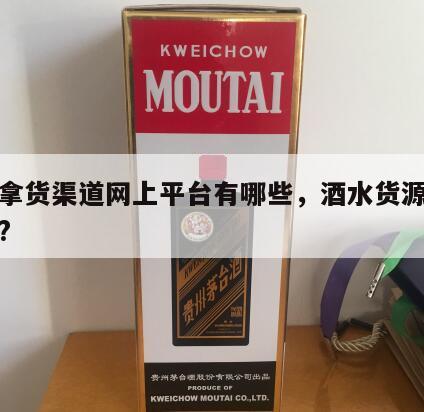 KWEICHOW
MOUTAI
拿货渠道网上平台有哪些，酒水货源
?
KWEICHOW
贵州茅台酒
贵州茅台酒股份有限公司出品
PRODUCE OF
KWEICHOW MOUTAI CO.,LTD.